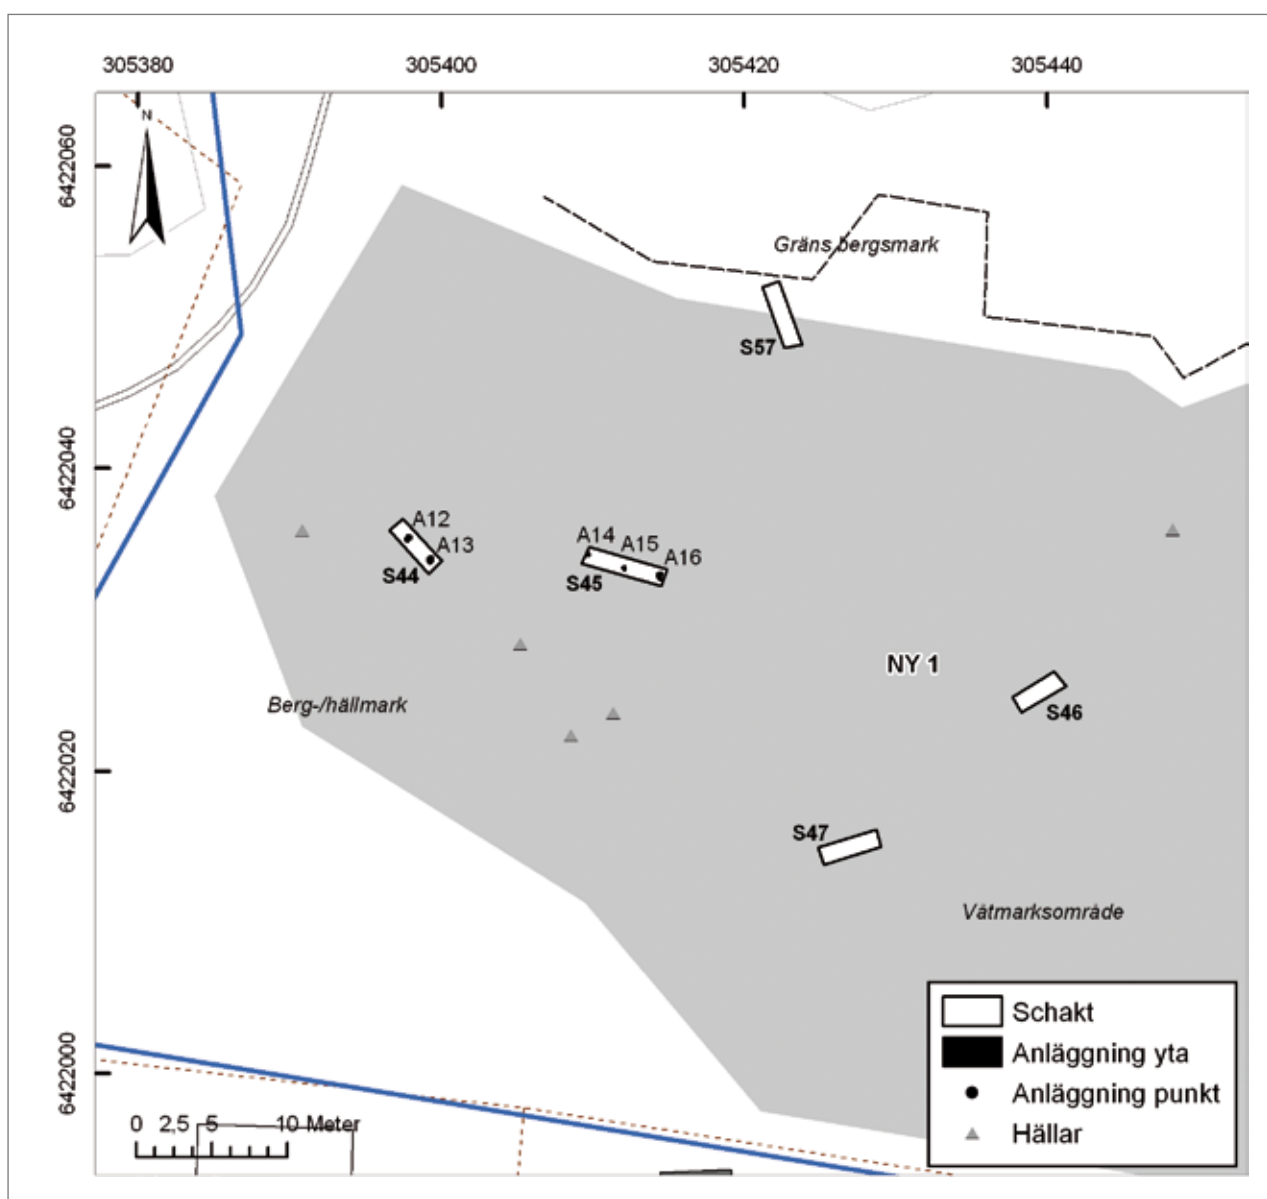 305380 305400 305420 305440
N
6422060
Gräns bergsmark
S57
6422040
A12
A13
S44
A14
A15
A16
S45
NY 1
Berg-/hällmark
S46
6422020
S47
Våtmarksområde
6422000
0 2,5 5 10 Meter
Schakt
Anläggning yta
Anläggning punkt
Hällar